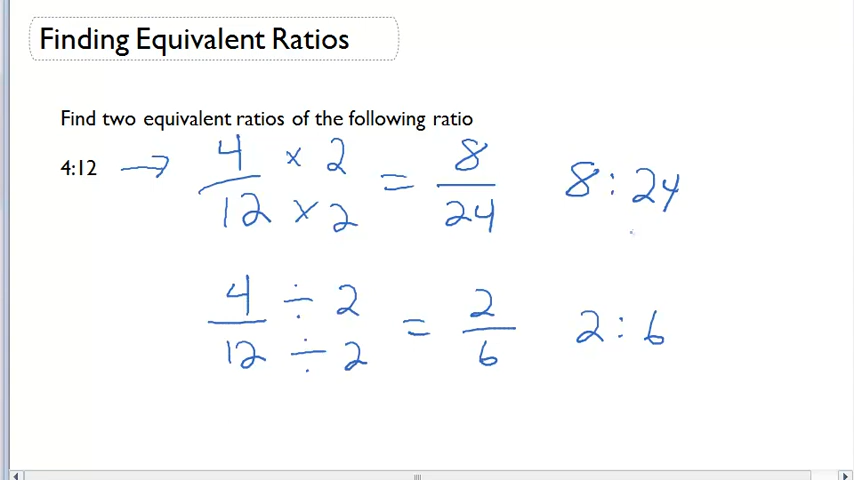 Finding Equivalent Ratios
Find two equivalent ratios of the following ratio
4:12 → 4 × 2 / 12 × 2 = 8 / 24 8 : 24
4 ÷ 2 / 12 ÷ 2 = 2 / 6 2 : 6